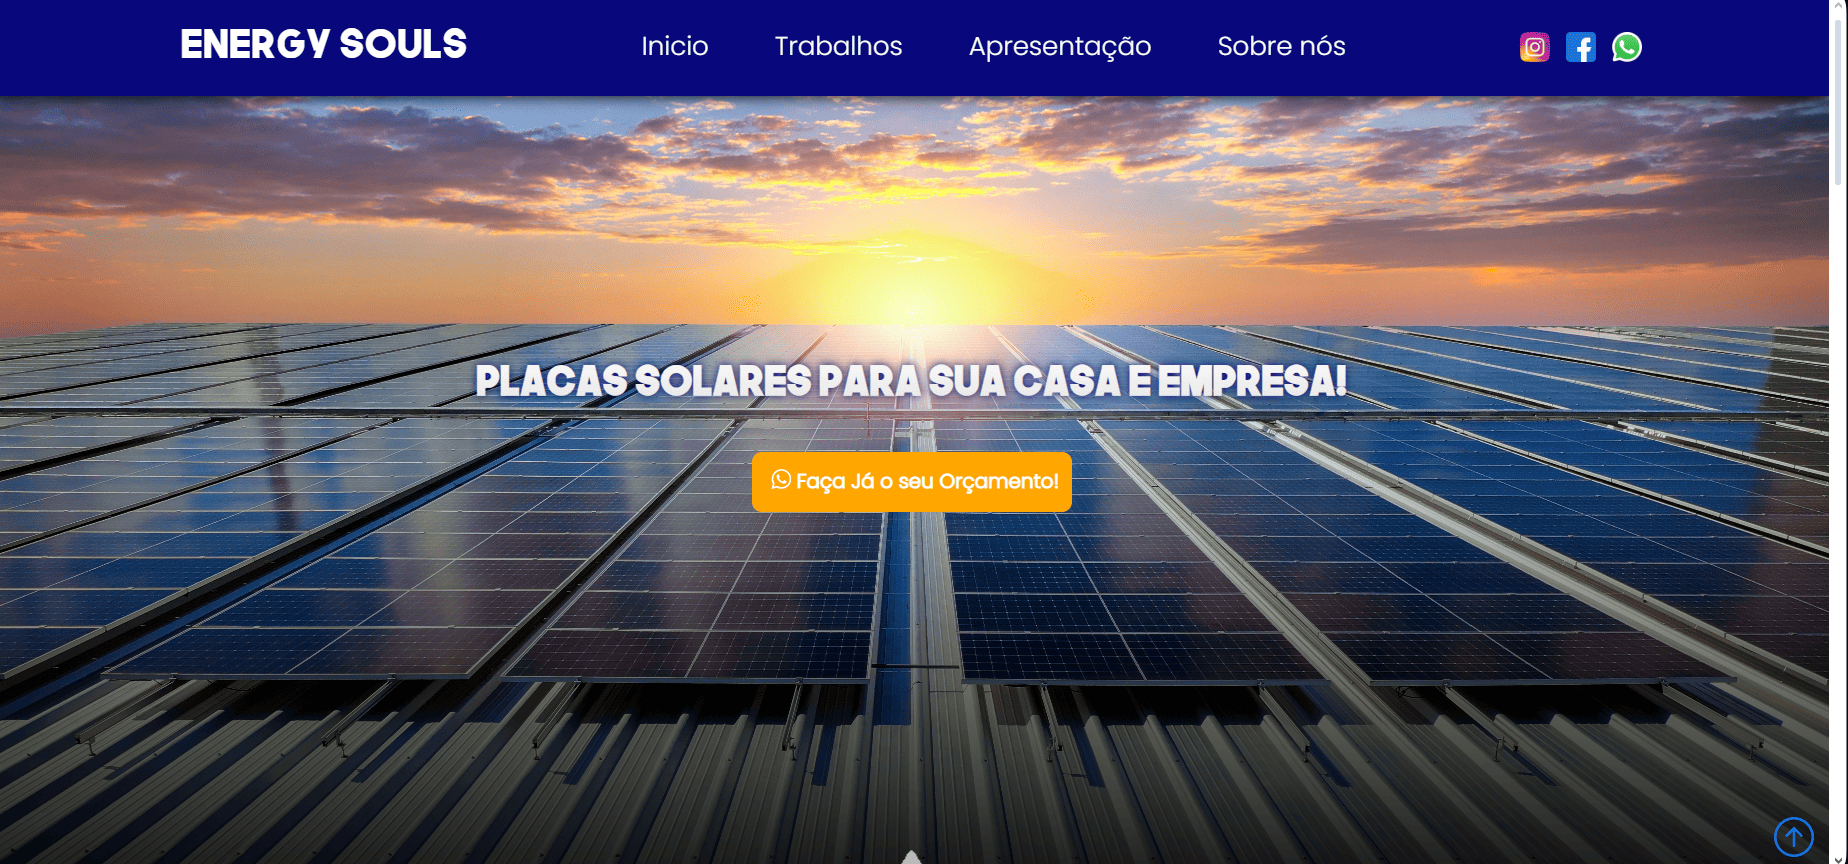 ENERGY SOULS
Inicio
Trabalhos
Apresentação
Sobre nós
PLACAS SOLARES PARA SUA CASA E EMPRESA!
Faça Já o seu Orçamento!